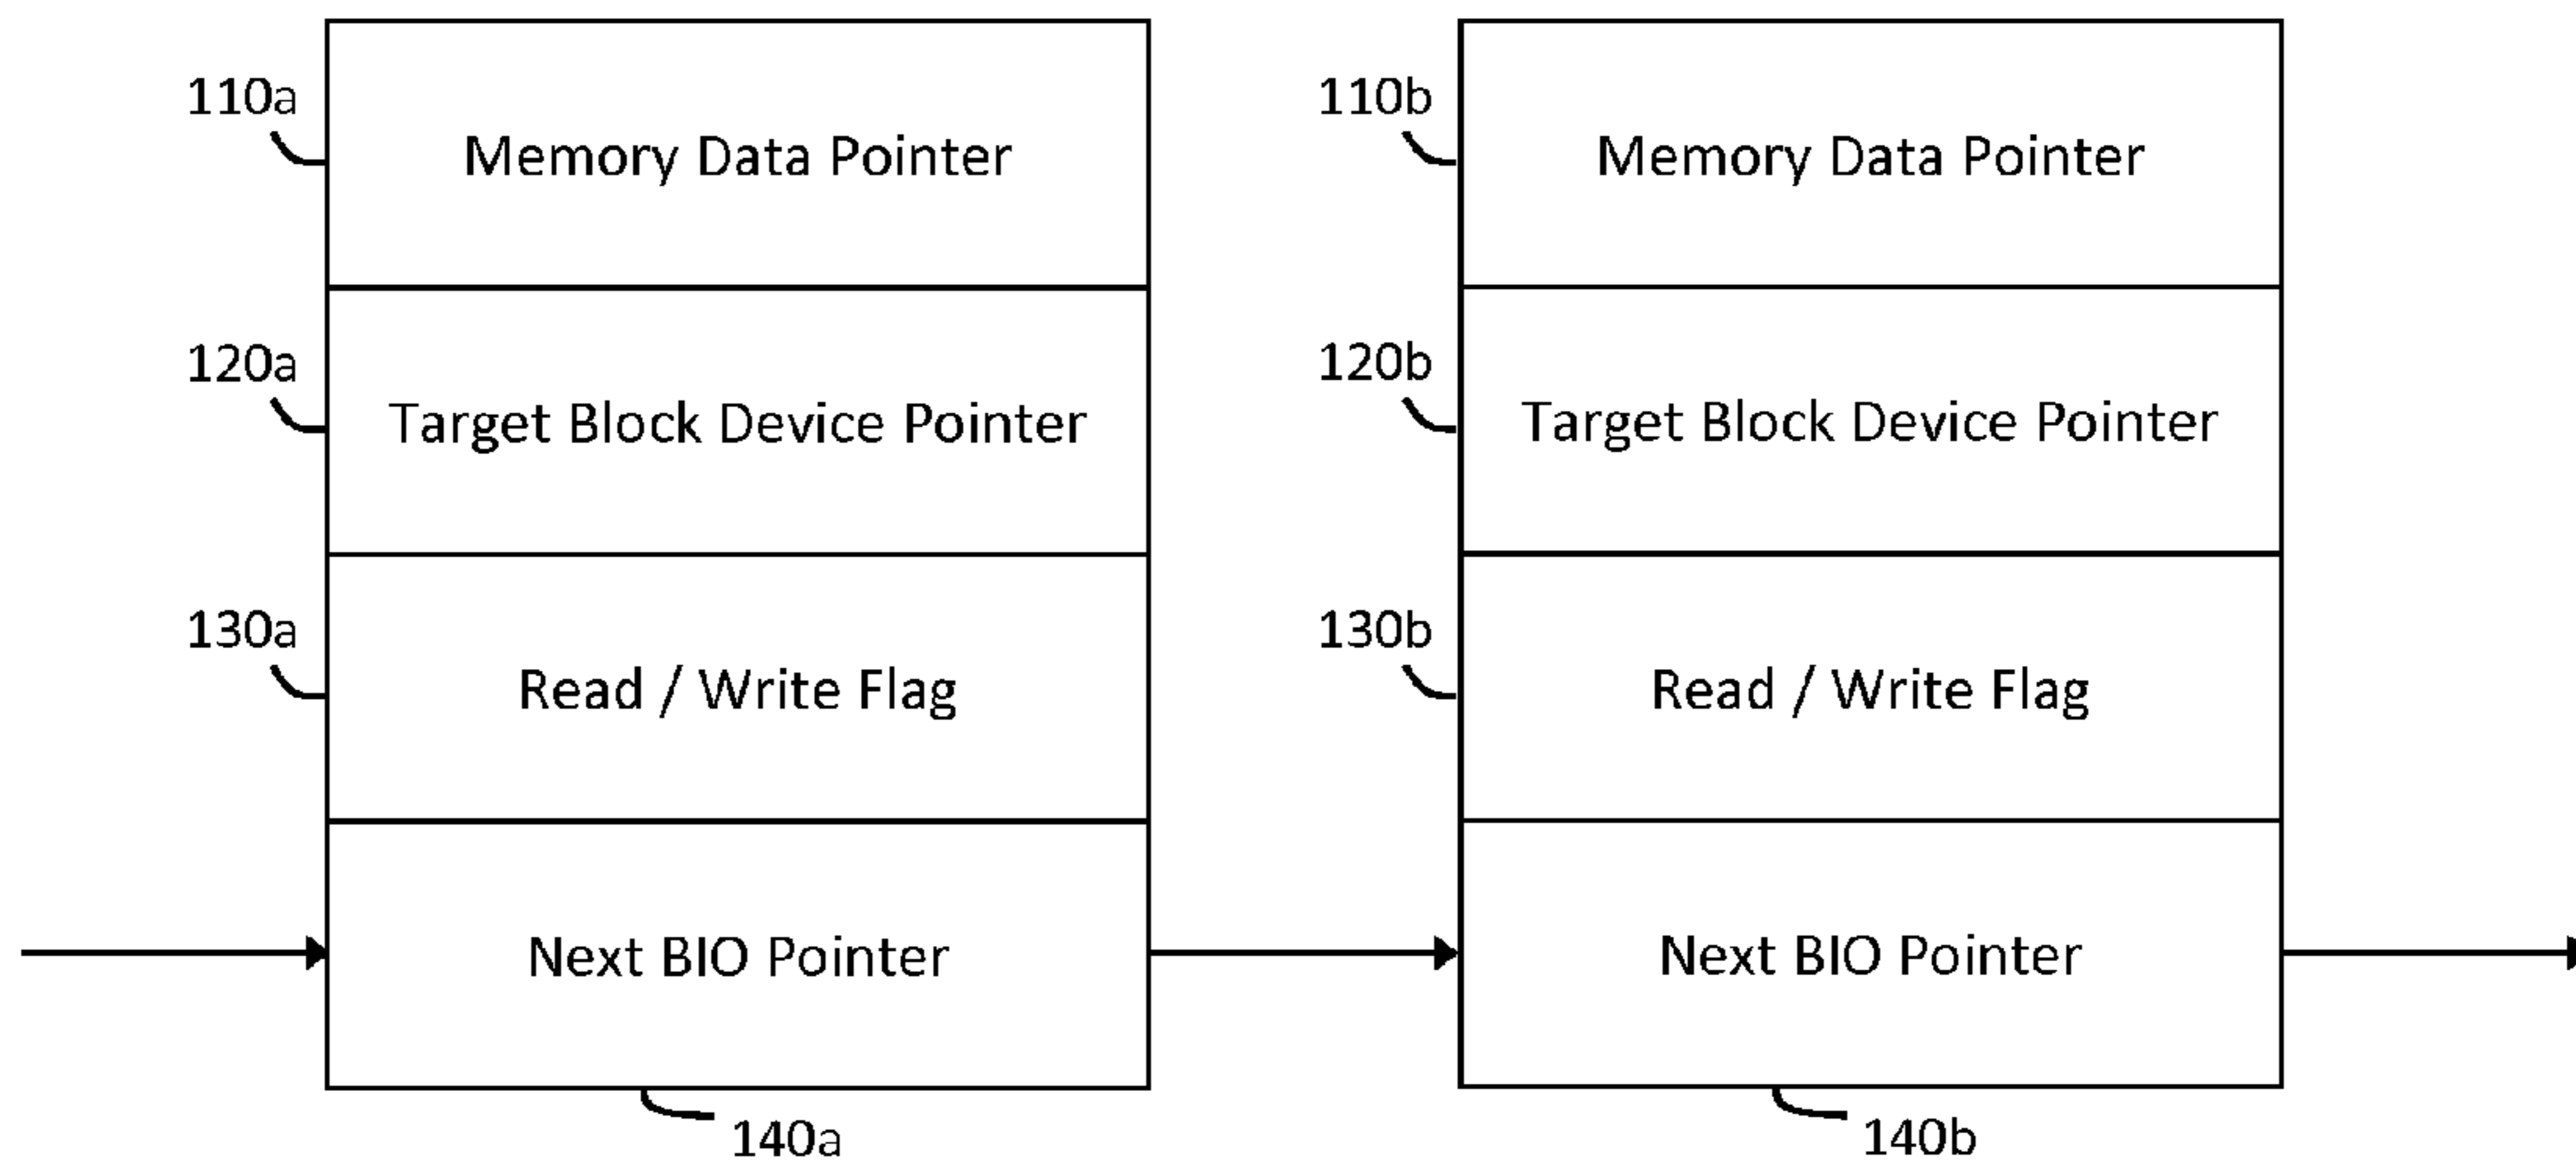 110a
Memory Data Pointer
120a
Target Block Device Pointer
130a
Read / Write Flag
Next BIO Pointer
140a
110b
Memory Data Pointer
120b
Target Block Device Pointer
130b
Read / Write Flag
Next BIO Pointer
140b